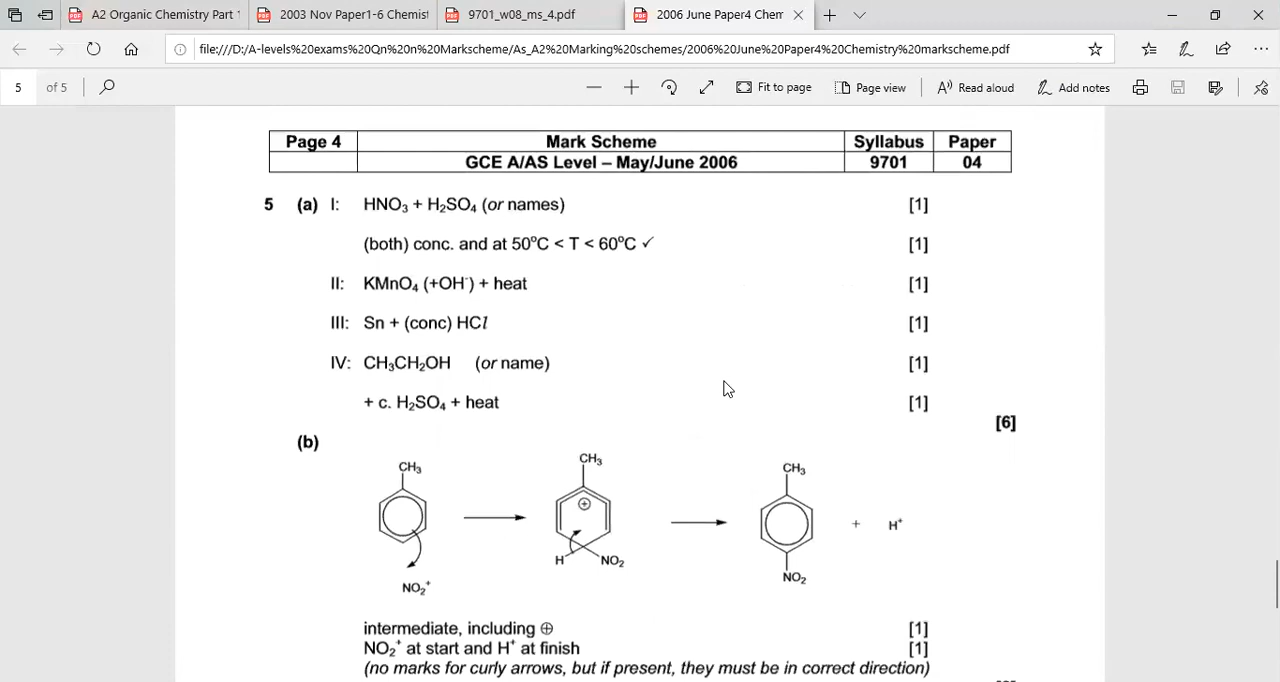 A2 Organic Chemistry Part
2003 Nov Paper1-6 Chemist
9701_w08_ms_4.pdf
2006 June Paper4 Chem
file:///D:/A-levels%20exams%20Qn%20n%20Markscheme/As_A2%20Marking%20schemes/2006%20June%20Paper4%20Chemistry%20markscheme.pdf
5 of 5 Fit to page Page view Read aloud Add notes
Page 4 Mark Scheme Syllabus Paper
GCE A/AS Level – May/June 2006 9701 04
5 (a) I: HNO₃ + H₂SO₄ (or names) [1]
(both) conc. and at 50°C < T < 60°C ✓ [1]
II: KMnO₄ (+OH⁻) + heat [1]
III: Sn + (conc) HCl [1]
IV: CH₃CH₂OH (or name) [1]
+ c. H₂SO₄ + heat [1]
[6]
(b)
CH₃ CH₃ CH₃
⊕
+ H⁺
H NO₂
NO₂⁺ NO₂
intermediate, including ⊕ [1]
NO₂⁺ at start and H⁺ at finish [1]
(no marks for curly arrows, but if present, they must be in correct direction)